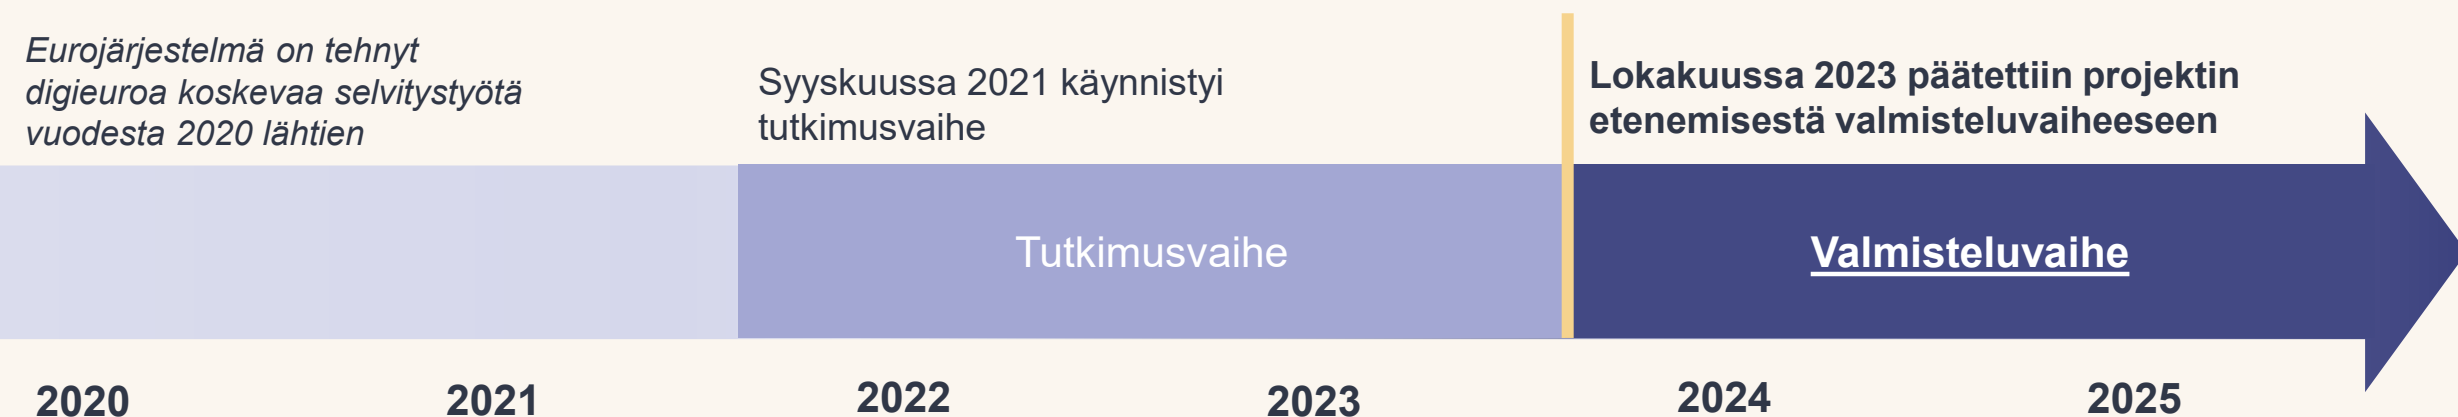 Eurojärjestelmä on tehnyt
digieuroa koskevaa selvitystyötä
vuodesta 2020 lähtien
Syyskuussa 2021 käynnistyi
tutkimusvaihe
Lokakuussa 2023 päätettiin projektin
etenemisestä valmisteluvaiheeseen
Tutkimusvaihe
Valmisteluvaihe
2020
2021
2022
2023
2024
2025